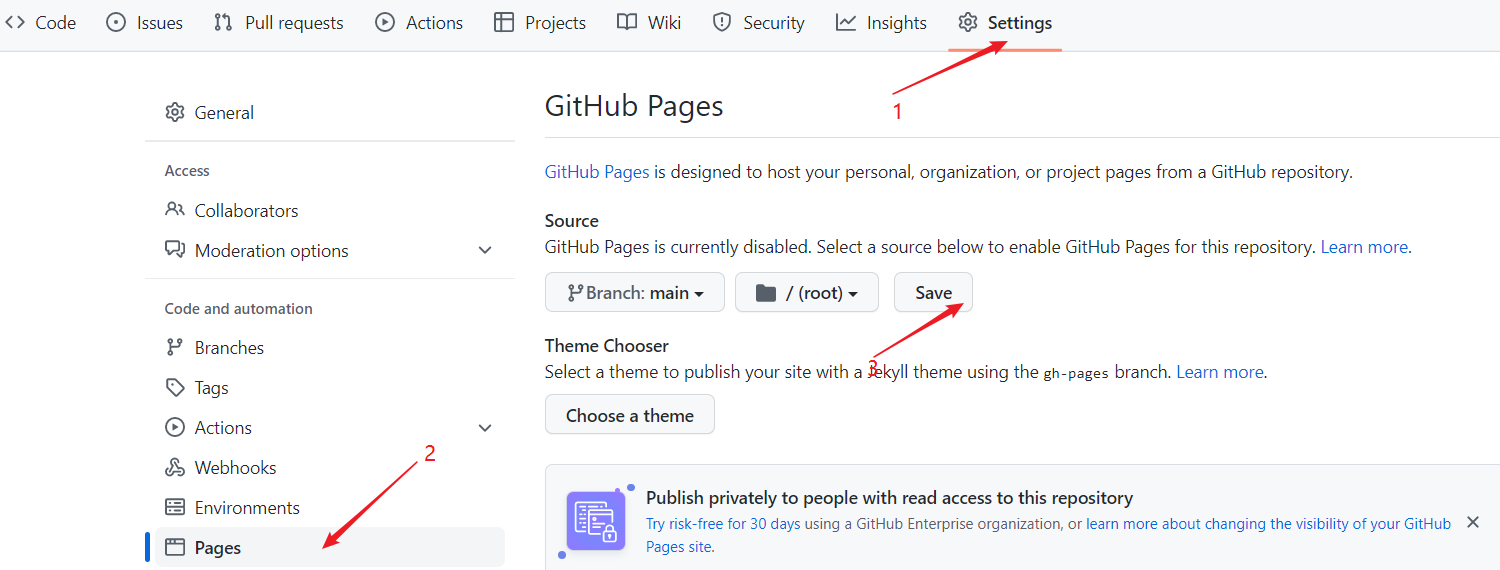 Code Issues Pull requests Actions Projects Wiki Security Insights Settings
1
General
Access
Collaborators
Moderation options
Code and automation
Branches
Tags
Actions
Webhooks
Environments
Pages
2
GitHub Pages
GitHub Pages is designed to host your personal, organization, or project pages from a GitHub repository.
Source
GitHub Pages is currently disabled. Select a source below to enable GitHub Pages for this repository. Learn more.
Branch: main / (root) Save
3
Theme Chooser
Select a theme to publish your site with a Jekyll theme using the gh-pages branch. Learn more.
Choose a theme
Publish privately to people with read access to this repository
Try risk-free for 30 days using a GitHub Enterprise organization, or learn more about changing the visibility of your GitHub
Pages site.